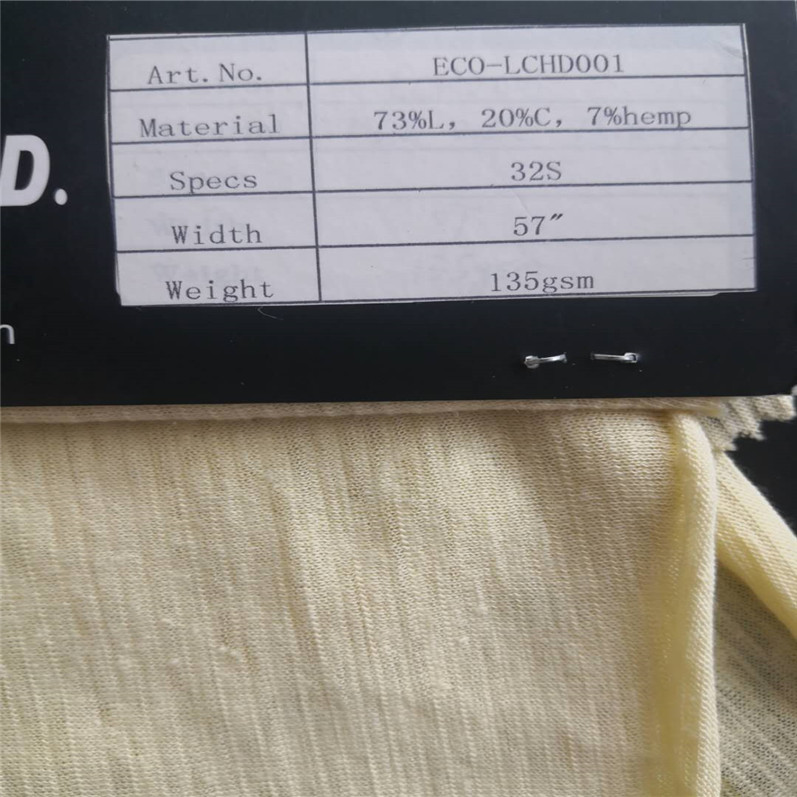 Art.No. ECO-LCHD001
Material 73%L, 20%C, 7%hemp
D.
Specs 32S
Width 57"
Weight 135gsm
n